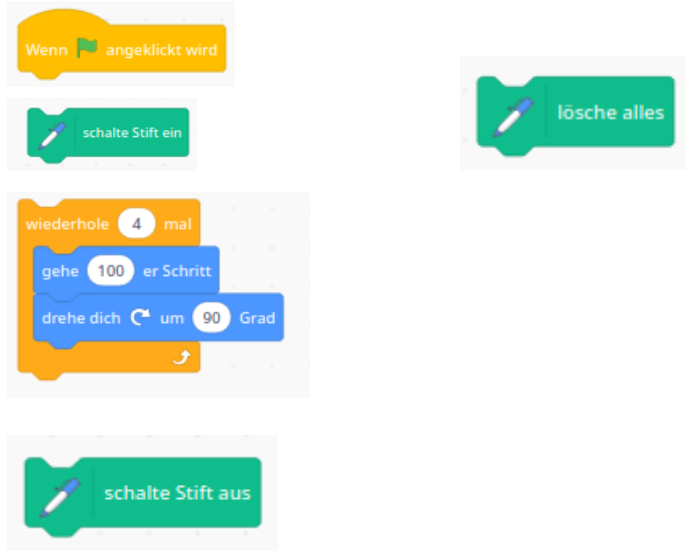 Wenn angeklickt wird
schalte Stift ein
lösche alles
wiederhole 4 mal
gehe 100 er Schritt
drehe dich um 90 Grad
schalte Stift aus